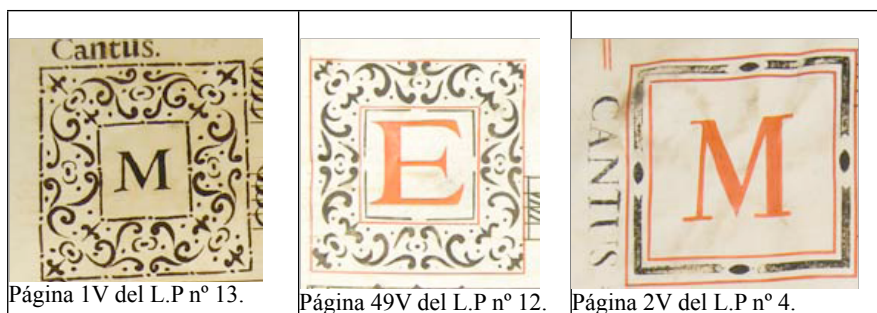 Cantus.
M
Página 1V del L.P nº 13.
E
Página 49V del L.P nº 12.
CANTUS
M
Página 2V del L.P nº 4.